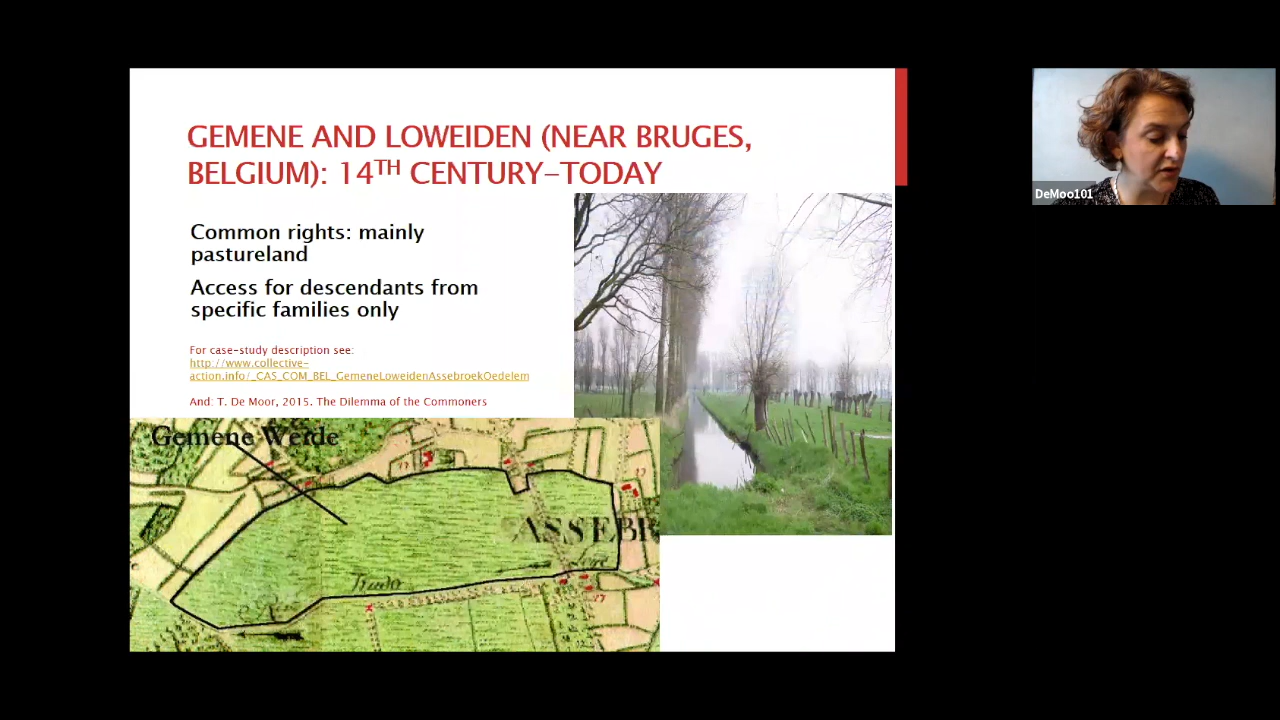 GEMENE AND LOWEIDEN (NEAR BRUGES,
BELGIUM): 14TH CENTURY–TODAY
Common rights: mainly
pastureland
Access for descendants from
specific families only
For case-study description see:
http://www.collective-
action.info/_CAS_COM_BEL_GemeneLoweidenAssebroekOedelem
And: T. De Moor, 2015. The Dilemma of the Commoners
Gemene Weide
ASSEBR
DeMoo101